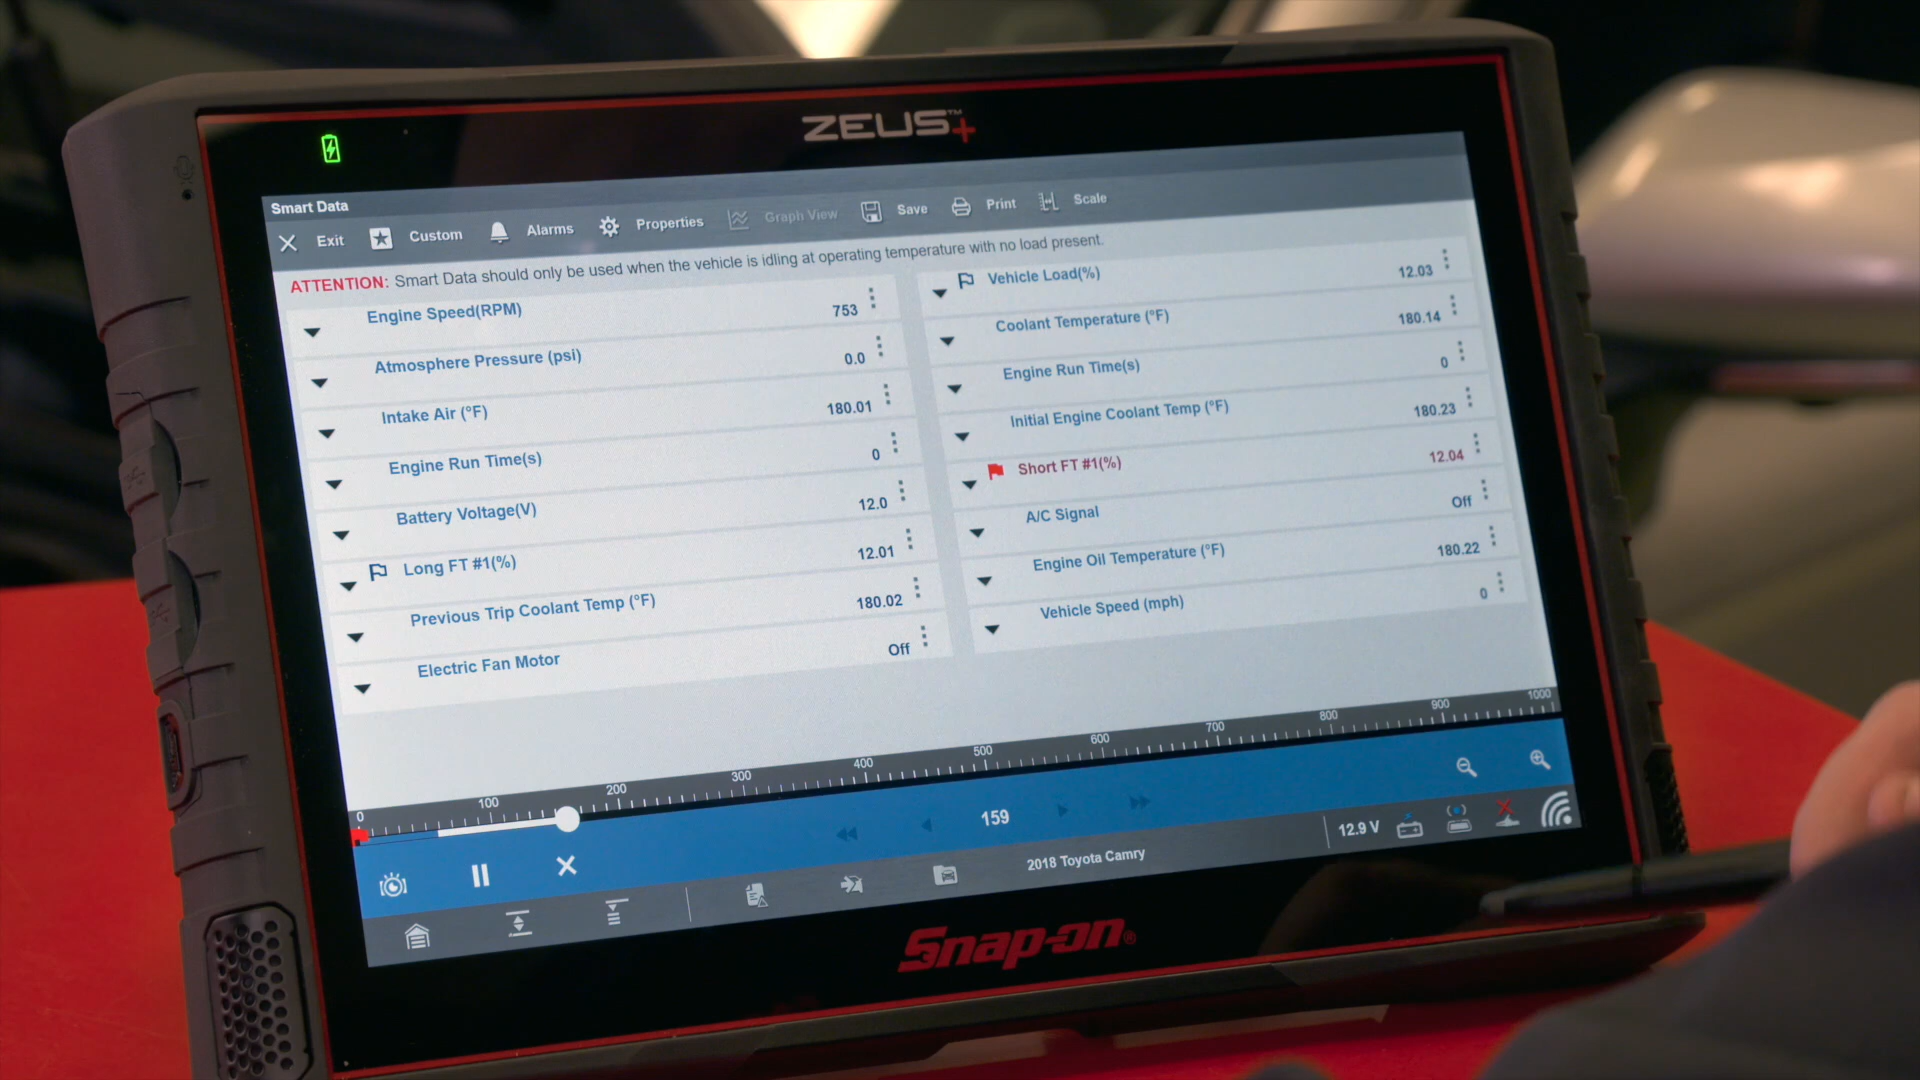 ZEUS™+
Smart Data
Exit Custom Alarms Properties Graph View Save Print Scale
ATTENTION: Smart Data should only be used when the vehicle is idling at operating temperature with no load present.
Engine Speed(RPM) 753
Atmosphere Pressure (psi) 0.0
Intake Air (°F) 180.01
Engine Run Time(s) 0
Battery Voltage(V) 12.0
Long FT #1(%) 12.01
Previous Trip Coolant Temp (°F) 180.02
Electric Fan Motor Off
Vehicle Load(%) 12.03
Coolant Temperature (°F) 180.14
Engine Run Time(s) 0
Initial Engine Coolant Temp (°F) 180.23
Short FT #1(%) 12.04
A/C Signal Off
Engine Oil Temperature (°F) 180.22
Vehicle Speed (mph) 0
0 100 200 300 400 500 600 700 800 900 1000
159
2018 Toyota Camry 12.9 V
Snap-on®